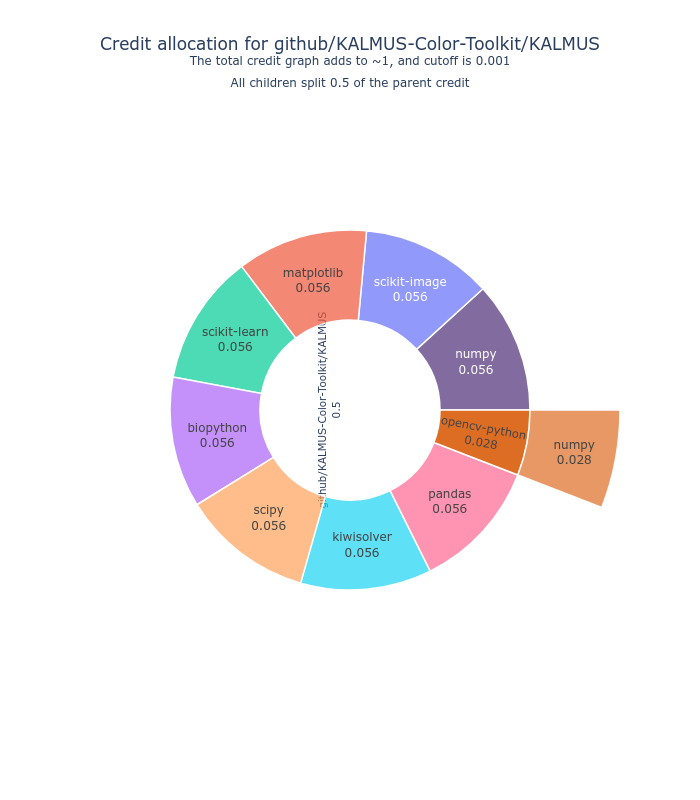 Credit allocation for github/KALMUS-Color-Toolkit/KALMUS
The total credit graph adds to ~1, and cutoff is 0.001
All children split 0.5 of the parent credit
matplotlib
0.056
scikit-image
0.056
scikit-learn
0.056
numpy
0.056
github/KALMUS-Color-Toolkit/KALMUS
0.5
biopython
0.056
opencv-python
0.028
numpy
0.028
scipy
0.056
pandas
0.056
kiwisolver
0.056